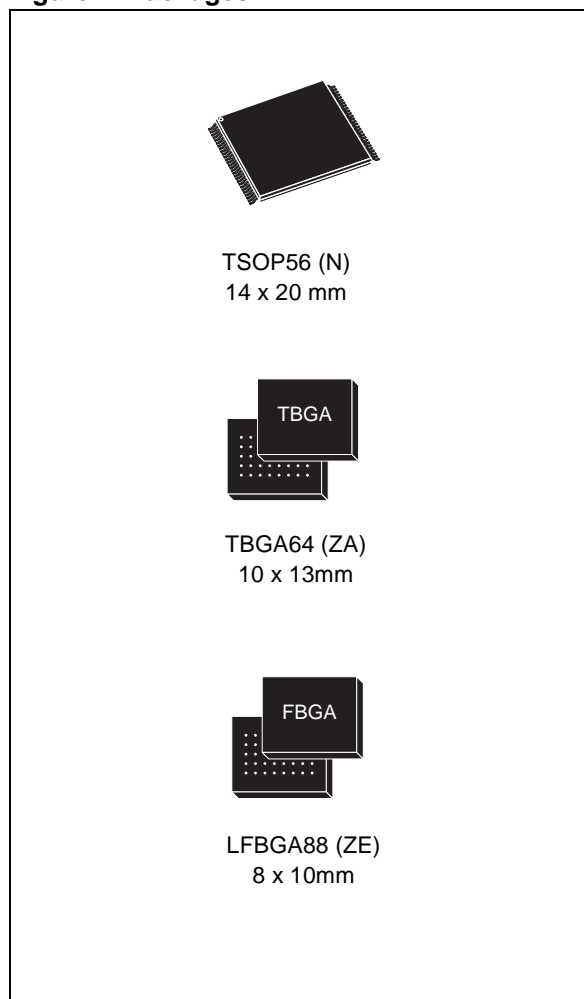 TSOP56 (N)
14 x 20 mm
TBGA
TBGA64 (ZA)
10 x 13mm
FBGA
LFBGA88 (ZE)
8 x 10mm